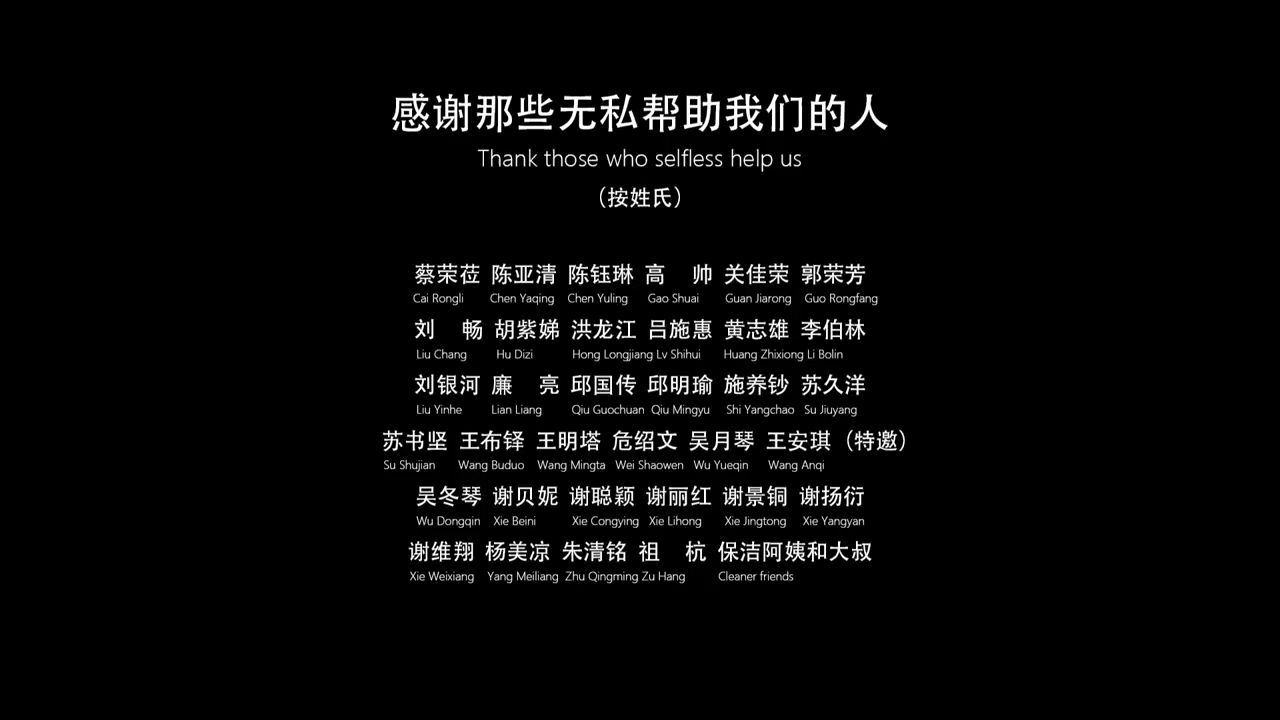 感谢那些无私帮助我们的人
Thank those who selfless help us
（按姓氏）
蔡荣莅 陈亚清 陈钰琳 高 帅 关佳荣 郭荣芳
Cai Rongli Chen Yaqing Chen Yuling Gao Shuai Guan Jiarong Guo Rongfang
刘 畅 胡紫娣 洪龙江 吕施惠 黄志雄 李伯林
Liu Chang Hu Dizi Hong Longjiang Lv Shihui Huang Zhixiong Li Bolin
刘银河 廉 亮 邱国传 邱明瑜 施养钞 苏久洋
Liu Yinhe Lian Liang Qiu Guochuan Qiu Mingyu Shi Yangchao Su Jiuyang
苏书坚 王布铎 王明塔 危绍文 吴月琴 王安琪（特邀）
Su Shujian Wang Buduo Wang Mingta Wei Shaowen Wu Yueqin Wang Anqi
吴冬琴 谢贝妮 谢聪颖 谢丽红 谢景铜 谢扬衍
Wu Dongqin Xie Beini Xie Congying Xie Lihong Xie Jingtong Xie Yangyan
谢维翔 杨美凉 朱清铭 祖 杭 保洁阿姨和大叔
Xie Weixiang Yang Meiliang Zhu Qingming Zu Hang Cleaner friends